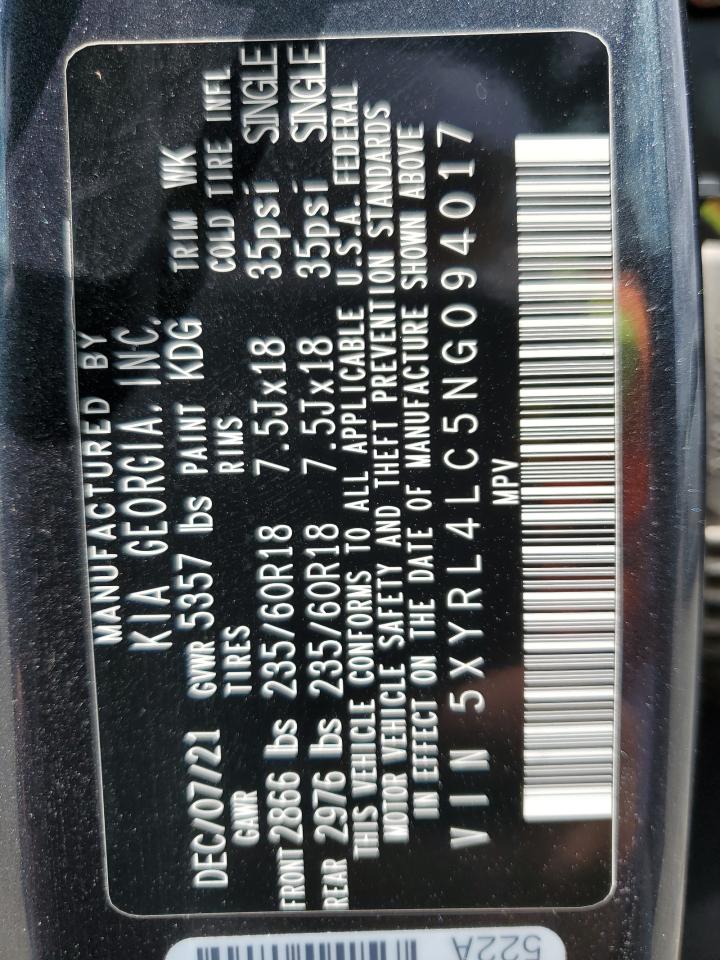 MANUFACTURED BY
KIA GEORGIA, INC.
DEC/07/21 GVWR 5357 lbs PAINT KDG TRIM WK
GAWR TIRES RIMS COLD TIRE INFL
FRONT 2866 lbs 235/60R18 7.5Jx18 35psi SINGLE
REAR 2976 lbs 235/60R18 7.5Jx18 35psi SINGLE
THIS VEHICLE CONFORMS TO ALL APPLICABLE U.S.A. FEDERAL
MOTOR VEHICLE SAFETY AND THEFT PREVENTION STANDARDS
IN EFFECT ON THE DATE OF MANUFACTURE SHOWN ABOVE
VIN 5XYRL4LC5NG094017
MPV
522A